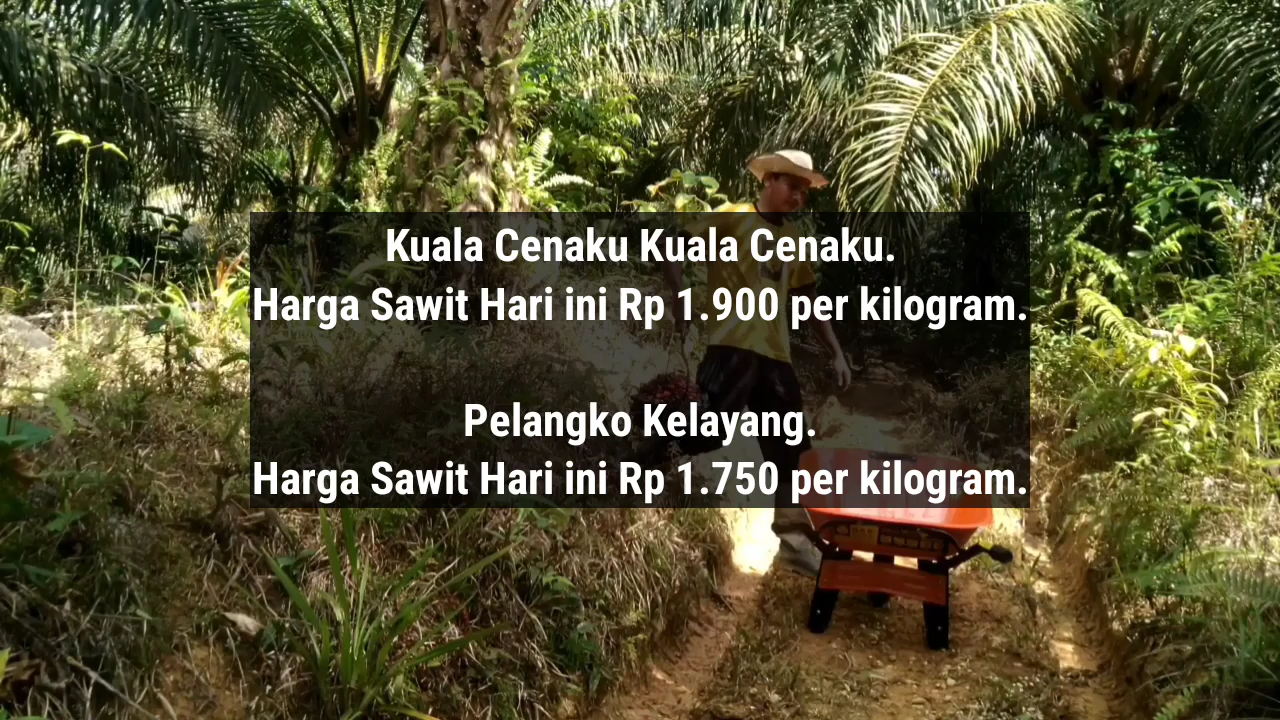 Kuala Cenaku Kuala Cenaku.
Harga Sawit Hari ini Rp 1.900 per kilogram.
Pelangko Kelayang.
Harga Sawit Hari ini Rp 1.750 per kilogram.